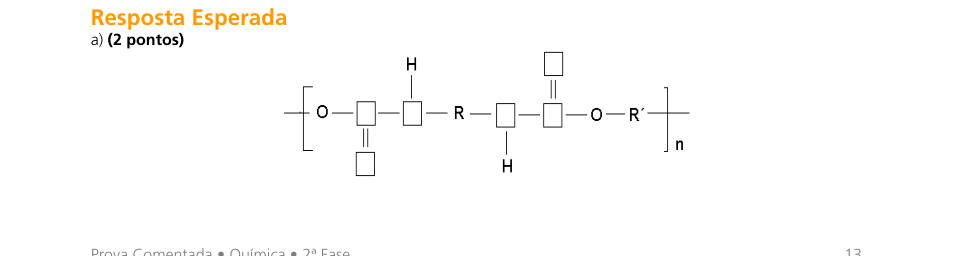 Resposta Esperada
a) (2 pontos)
H
O R O R´
n
H
Prova Comentada • Química • 2ª Fase 13